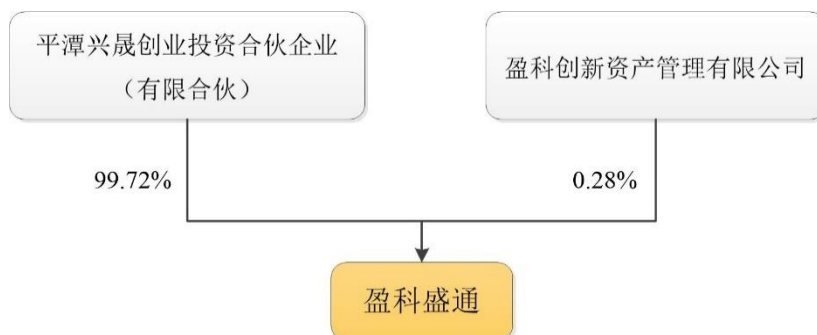 平潭兴晟创业投资合伙企业
（有限合伙）
盈科创新资产管理有限公司
99.72%
0.28%
盈科盛通